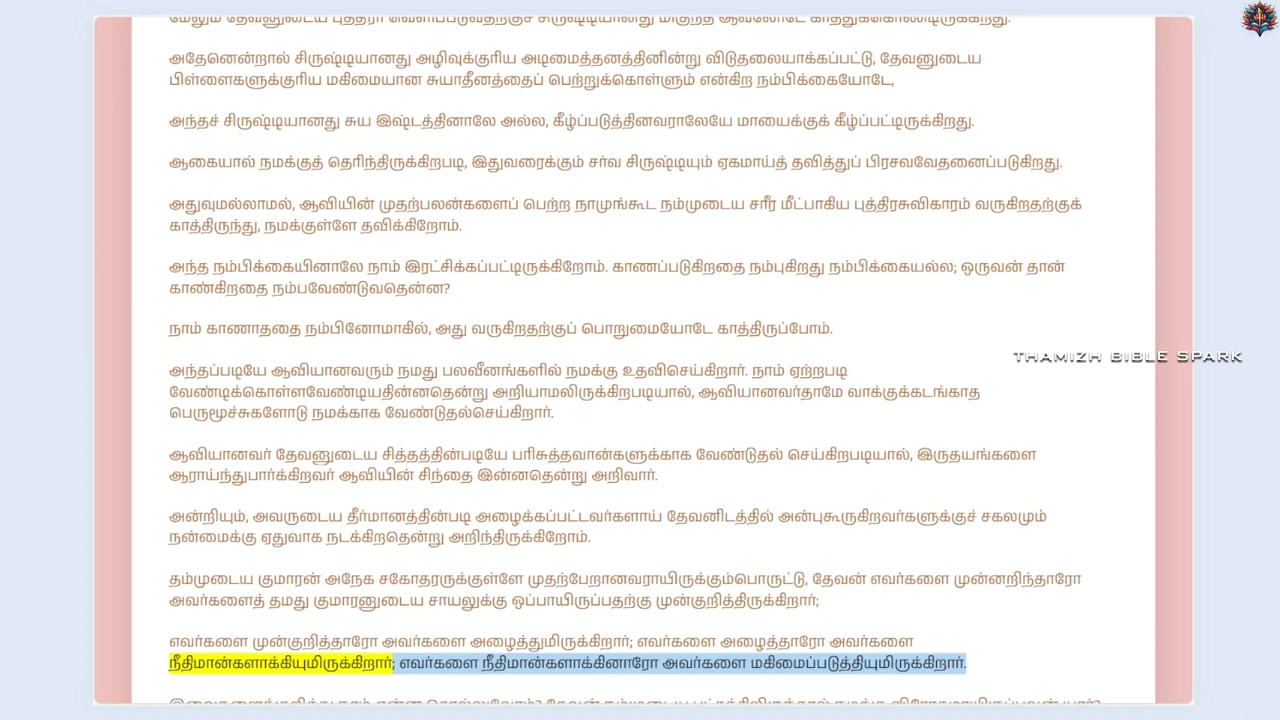 மேலும் தேவனுடைய புத்திரர் வெளிப்படுவதற்குச் சிருஷ்டியானது மிகுந்த ஆவலோடே காத்துக்கொண்டிருக்கிறது.
அதேனென்றால் சிருஷ்டியானது அழிவுக்குரிய அடிமைத்தனத்தினின்று விடுதலையாக்கப்பட்டு, தேவனுடைய
பிள்ளைகளுக்குரிய மகிமையான சுயாதீனத்தைப் பெற்றுக்கொள்ளும் என்கிற நம்பிக்கையோடே,
அந்தச் சிருஷ்டியானது சுய இஷ்டத்தினாலே அல்ல, கீழ்ப்படுத்தினவராலேயே மாயைக்குக் கீழ்ப்பட்டிருக்கிறது.
ஆகையால் நமக்குத் தெரிந்திருக்கிறபடி, இதுவரைக்கும் சர்வ சிருஷ்டியும் ஏகமாய்த் தவித்துப் பிரசவவேதனைப்படுகிறது.
அதுவுமல்லாமல், ஆவியின் முதற்பலன்களைப் பெற்ற நாமுங்கூட நம்முடைய சரீர மீட்பாகிய புத்திரசுவிகாரம் வருகிறதற்குக்
காத்திருந்து, நமக்குள்ளே தவிக்கிறோம்.
அந்த நம்பிக்கையினாலே நாம் இரட்சிக்கப்பட்டிருக்கிறோம். காணப்படுகிறதை நம்புகிறது நம்பிக்கையல்ல; ஒருவன் தான்
காண்கிறதை நம்பவேண்டுவதென்ன?
நாம் காணாததை நம்பினோமாகில், அது வருகிறதற்குப் பொறுமையோடே காத்திருப்போம்.
THAMIZH BIBLE SPARK
அந்தப்படியே ஆவியானவரும் நமது பலவீனங்களில் நமக்கு உதவிசெய்கிறார். நாம் ஏற்றபடி
வேண்டிக்கொள்ளவேண்டியதின்னதென்று அறியாமலிருக்கிறபடியால், ஆவியானவர்தாமே வாக்குக்கடங்காத
பெருமூச்சுகளோடு நமக்காக வேண்டுதல்செய்கிறார்.
ஆவியானவர் தேவனுடைய சித்தத்தின்படியே பரிசுத்தவான்களுக்காக வேண்டுதல் செய்கிறபடியால், இருதயங்களை
ஆராய்ந்துபார்க்கிறவர் ஆவியின் சிந்தை இன்னதென்று அறிவார்.
அன்றியும், அவருடைய தீர்மானத்தின்படி அழைக்கப்பட்டவர்களாய் தேவனிடத்தில் அன்புகூருகிறவர்களுக்குச் சகலமும்
நன்மைக்கு ஏதுவாக நடக்கிறதென்று அறிந்திருக்கிறோம்.
தம்முடைய குமாரன் அநேக சகோதரருக்குள்ளே முதற்பேறானவராயிருக்கும்பொருட்டு, தேவன் எவர்களை முன்னறிந்தாரோ
அவர்களைத் தமது குமாரனுடைய சாயலுக்கு ஒப்பாயிருப்பதற்கு முன்குறித்திருக்கிறார்;
எவர்களை முன்குறித்தாரோ அவர்களை அழைத்துமிருக்கிறார்; எவர்களை அழைத்தாரோ அவர்களை
நீதிமான்களாக்கியுமிருக்கிறார்; எவர்களை நீதிமான்களாக்கினாரோ அவர்களை மகிமைப்படுத்தியுமிருக்கிறார்.